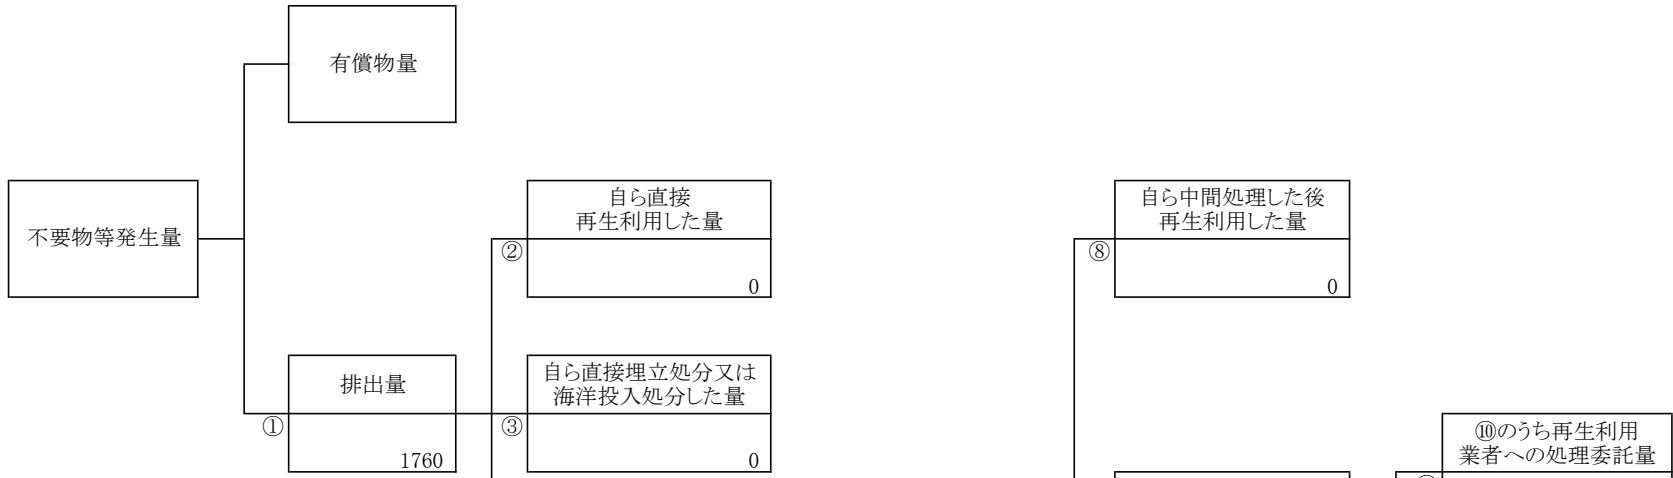 有償物量
不要物等発生量
自ら直接
再生利用した量
②
0
自ら中間処理した後
再生利用した量
⑧
0
排出量
①
1760
自ら直接埋立処分又は
海洋投入処分した量
③
0
⑩のうち再生利用
業者への処理委託量